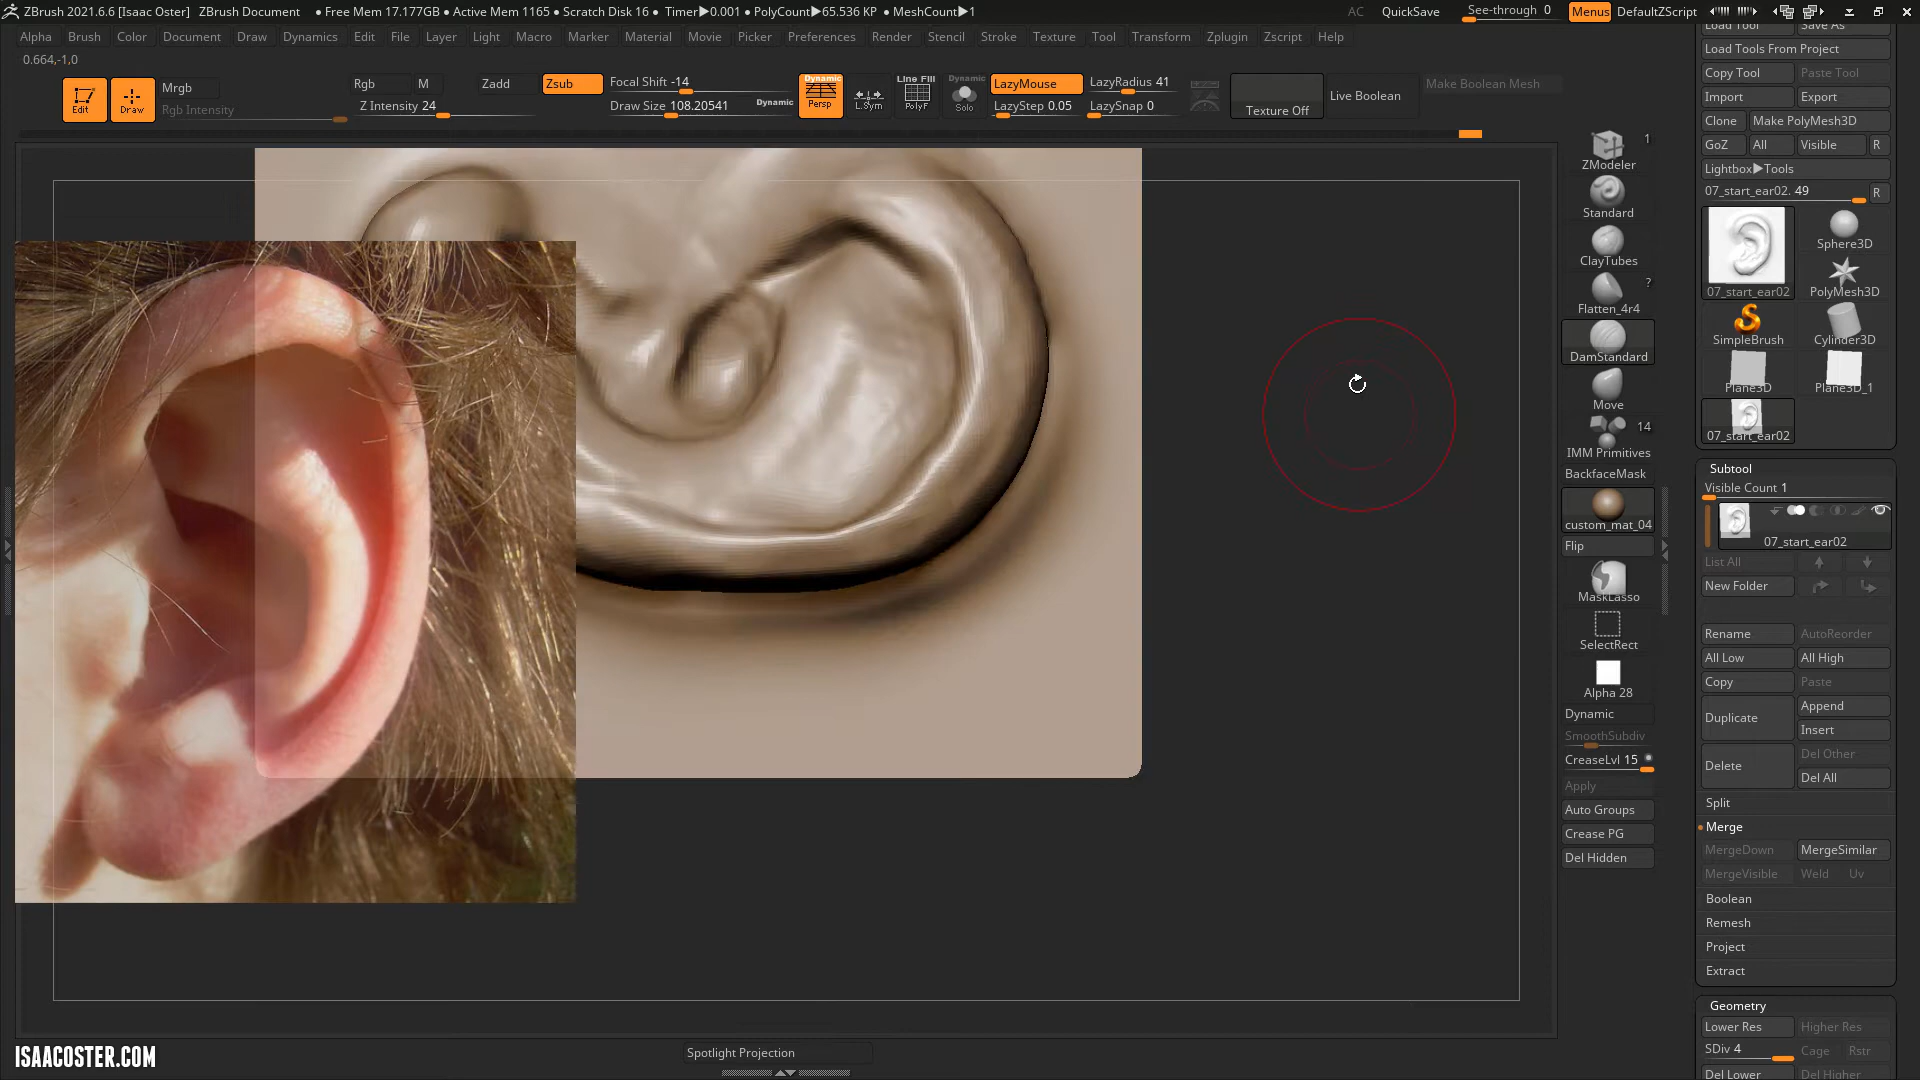 ZBrush 2021.6.6 [Isaac Oster] ZBrush Document • Free Mem 17.177GB • Active Mem 1165 • Scratch Disk 16 • Timer▶0.001 • PolyCount▶65.536 KP • MeshCount▶1 AC QuickSave See-through 0 Menus DefaultZScript
Alpha Brush Color Document Draw Dynamics Edit File Layer Light Macro Marker Material Movie Picker Preferences Render Stencil Stroke Texture Tool Transform Zplugin Zscript Help
0.664,-1,0
Edit
Draw
Mrgb
Rgb Intensity
Rgb M
Z Intensity 24
Zadd Zsub
Focal Shift -14
Draw Size 108.20541 Dynamic
Dynamic
Persp
L.Sym
Line Fill
PolyF
Dynamic
Solo
LazyMouse LazyRadius 41
LazyStep 0.05 LazySnap 0
Texture Off
Live Boolean
Make Boolean Mesh
1
ZModeler
Standard
ClayTubes
?
Flatten_4r4
DamStandard
Move
14
IMM Primitives
BackfaceMask
custom_mat_04
Flip
MaskLasso
SelectRect
Alpha 28
Dynamic
SmoothSubdiv
CreaseLvl 15
Apply
Auto Groups
Crease PG
Del Hidden
Load Tool Save As
Load Tools From Project
Copy Tool Paste Tool
Import Export
Clone Make PolyMesh3D
GoZ All Visible R
Lightbox▶Tools
07_start_ear02. 49 R
07_start_ear02
Sphere3D
PolyMesh3D
SimpleBrush Cylinder3D
Plane3D Plane3D_1
07_start_ear02
Subtool
Visible Count 1
07_start_ear02
List All
New Folder
Rename AutoReorder
All Low All High
Copy Paste
Duplicate Append
Insert
Delete Del Other
Del All
Split
Merge
MergeDown MergeSimilar
MergeVisible Weld Uv
Boolean
Remesh
Project
Extract
Geometry
Lower Res Higher Res
SDiv 4 Cage Rstr
Del Lower Del Higher
ISAACOSTER.COM
Spotlight Projection